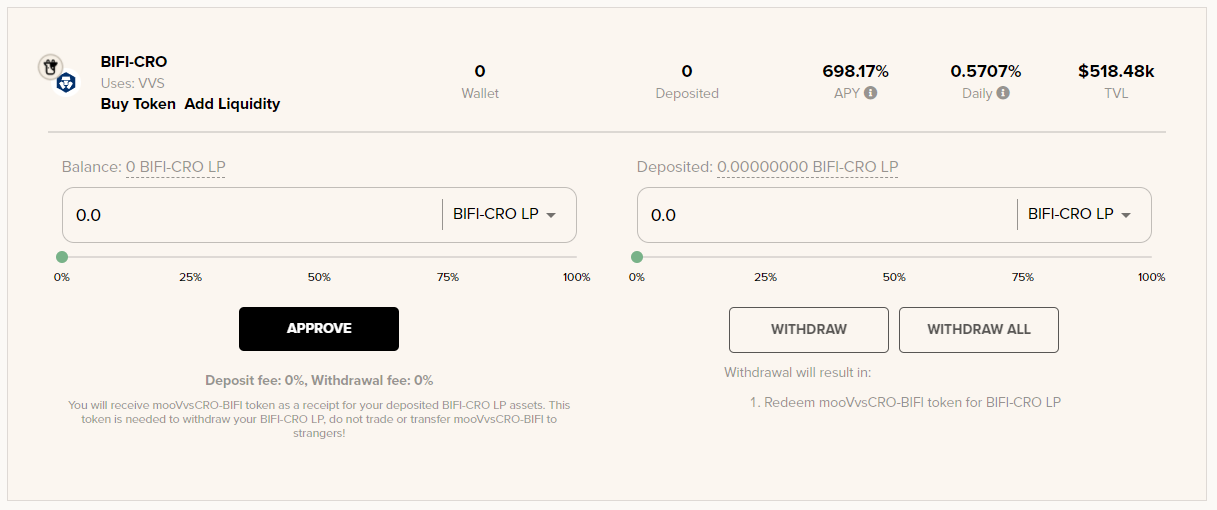 BIFI-CRO
Uses: VVS
Buy Token Add Liquidity
0
Wallet
0
Deposited
698.17%
APY
0.5707%
Daily
$518.48k
TVL
Balance: 0 BIFI-CRO LP
0.0
BIFI-CRO LP
0% 25% 50% 75% 100%
APPROVE
Deposit fee: 0%, Withdrawal fee: 0%
You will receive mooVvsCRO-BIFI token as a receipt for your deposited BIFI-CRO LP assets. This
token is needed to withdraw your BIFI-CRO LP, do not trade or transfer mooVvsCRO-BIFI to
strangers!
Deposited: 0.00000000 BIFI-CRO LP
0.0
BIFI-CRO LP
0% 25% 50% 75% 100%
WITHDRAW
WITHDRAW ALL
Withdrawal will result in:
1. Redeem mooVvsCRO-BIFI token for BIFI-CRO LP